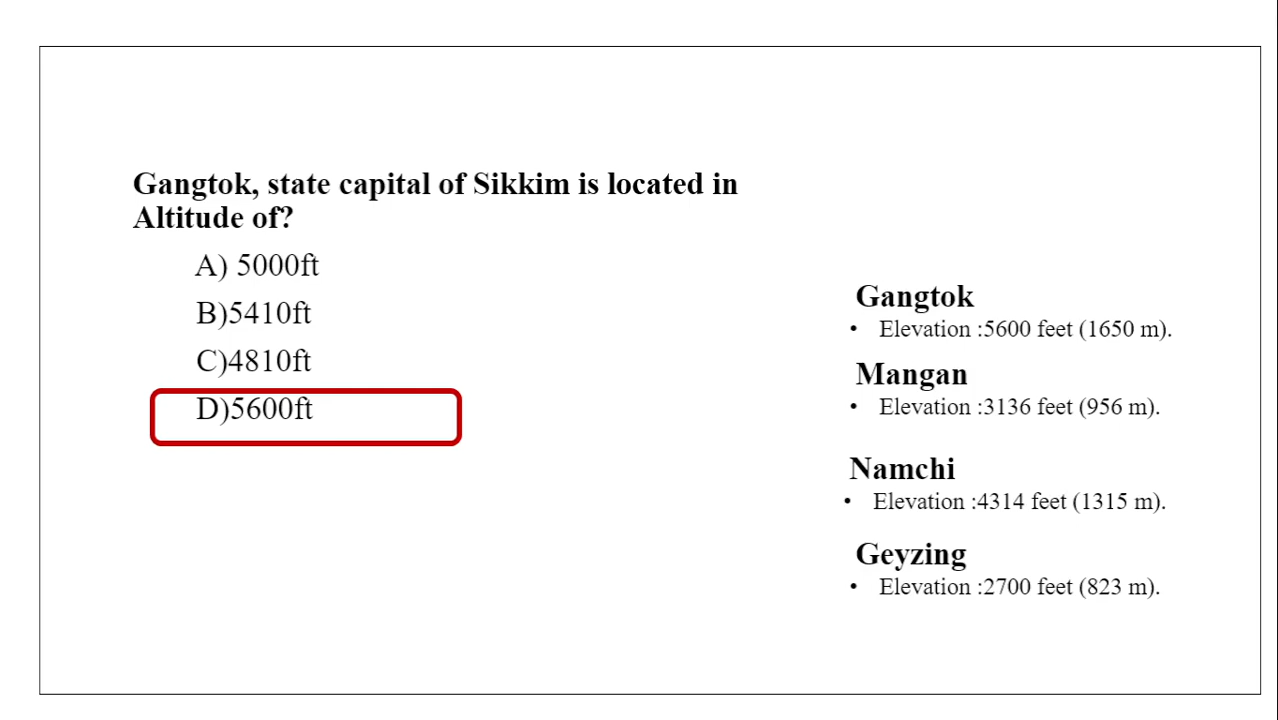 Gangtok, state capital of Sikkim is located in
Altitude of?
A) 5000ft
B)5410ft
C)4810ft
D)5600ft
Gangtok
• Elevation :5600 feet (1650 m).
Mangan
• Elevation :3136 feet (956 m).
Namchi
• Elevation :4314 feet (1315 m).
Geyzing
• Elevation :2700 feet (823 m).